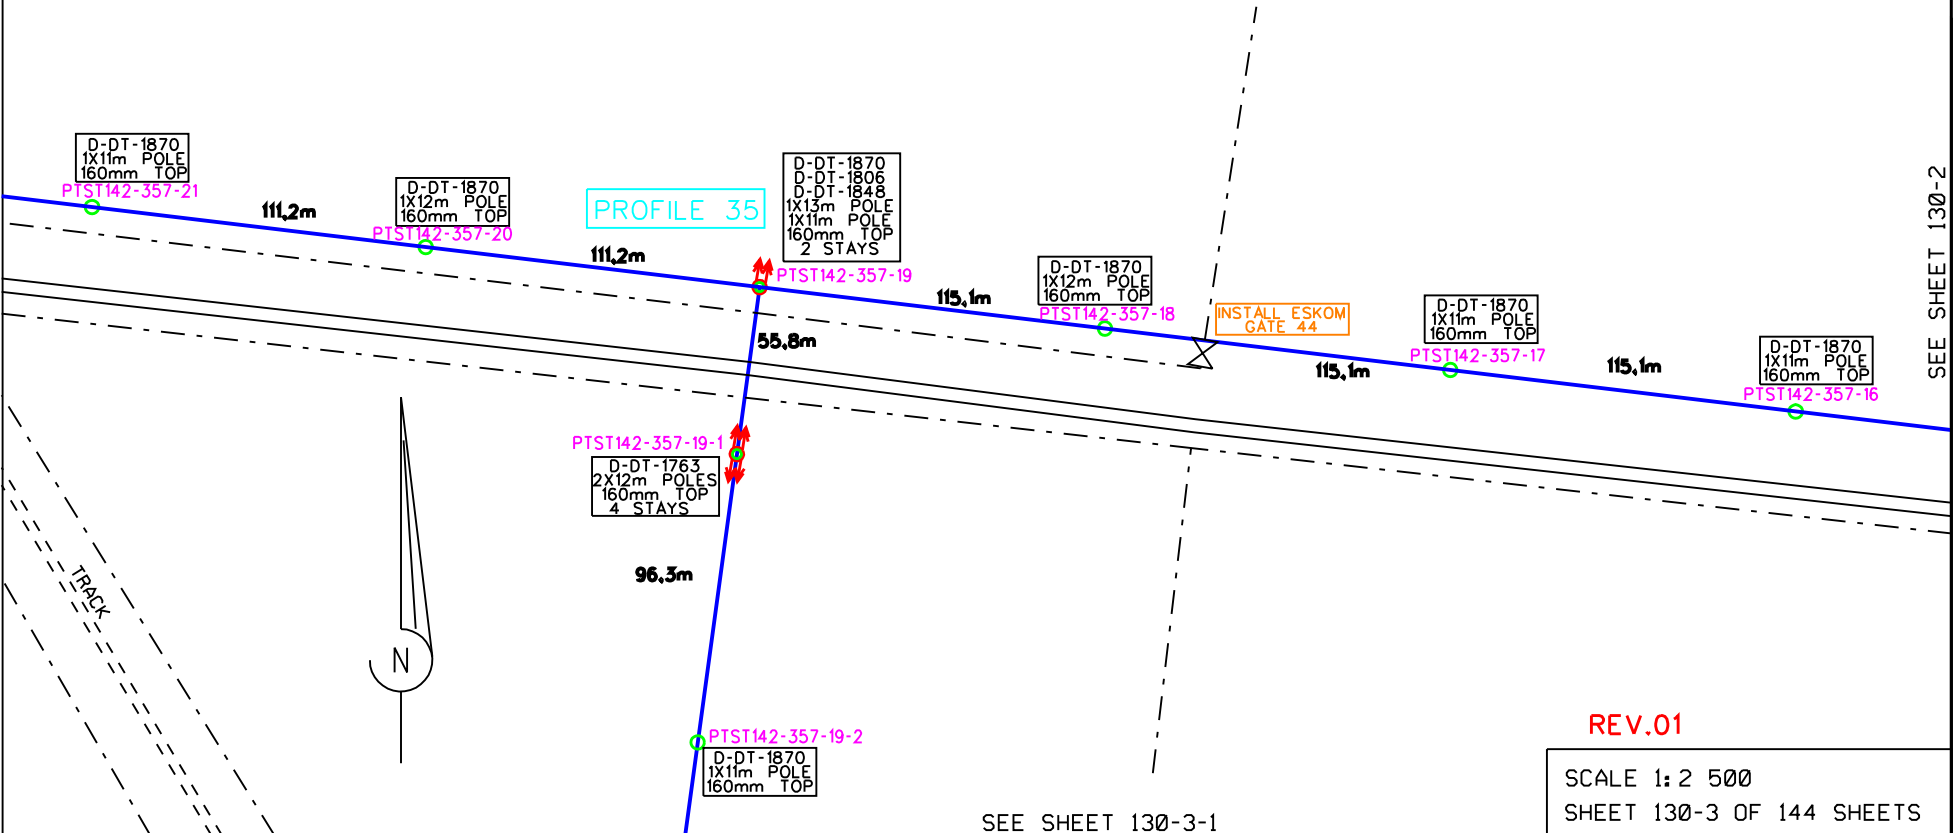 D-DT-1870
1X11m POLE
160mm TOP
PTST142-357-21
111,2m
D-DT-1870
1X12m POLE
160mm TOP
PTST142-357-20
PROFILE 35
111,2m
D-DT-1870
D-DT-1806
D-DT-1848
1X13m POLE
1X11m POLE
160mm TOP
2 STAYS
PTST142-357-19
55,8m
115,1m
D-DT-1870
1X12m POLE
160mm TOP
PTST142-357-18
INSTALL ESKOM
GATE 44
115,1m
D-DT-1870
1X11m POLE
160mm TOP
PTST142-357-17
115,1m
D-DT-1870
1X11m POLE
160mm TOP
PTST142-357-16
SEE SHEET 130-2
PTST142-357-19-1
D-DT-1763
2X12m POLES
160mm TOP
4 STAYS
96,3m
TRACK
N
PTST142-357-19-2
D-DT-1870
1X11m POLE
160mm TOP
SEE SHEET 130-3-1
REV.01
SCALE 1:2 500
SHEET 130-3 OF 144 SHEETS